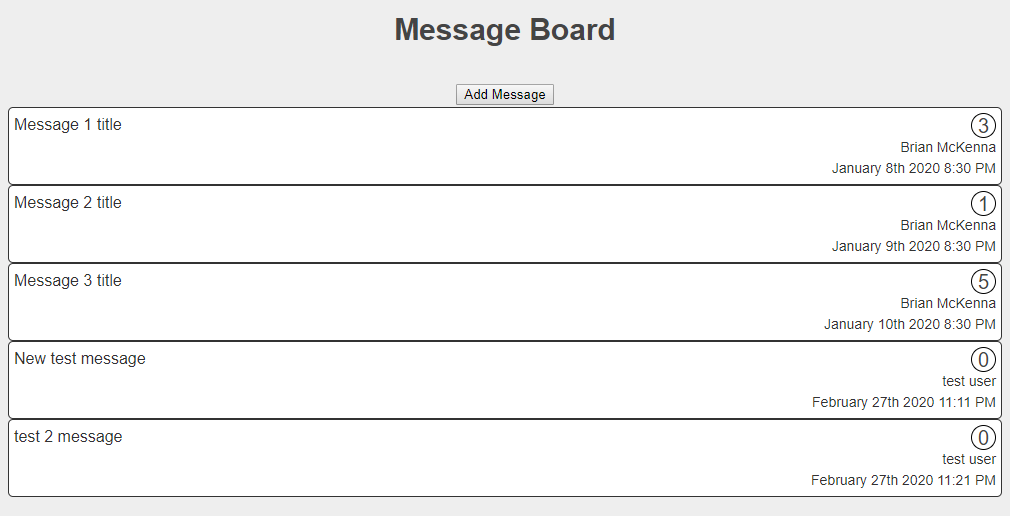 Message Board
Add Message
Message 1 title
3
Brian McKenna
January 8th 2020 8:30 PM
Message 2 title
1
Brian McKenna
January 9th 2020 8:30 PM
Message 3 title
5
Brian McKenna
January 10th 2020 8:30 PM
New test message
0
test user
February 27th 2020 11:11 PM
test 2 message
0
test user
February 27th 2020 11:21 PM